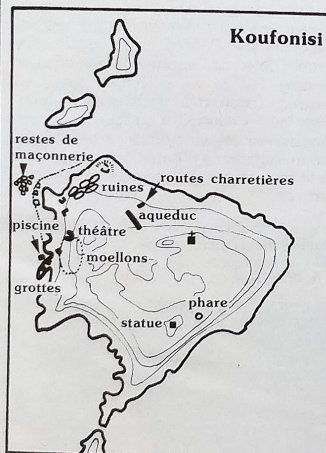 Koufonisi
restes de
maçonnerie
ruines
routes charretières
aqueduc
piscine
théâtre
moellons
grottes
phare
statue